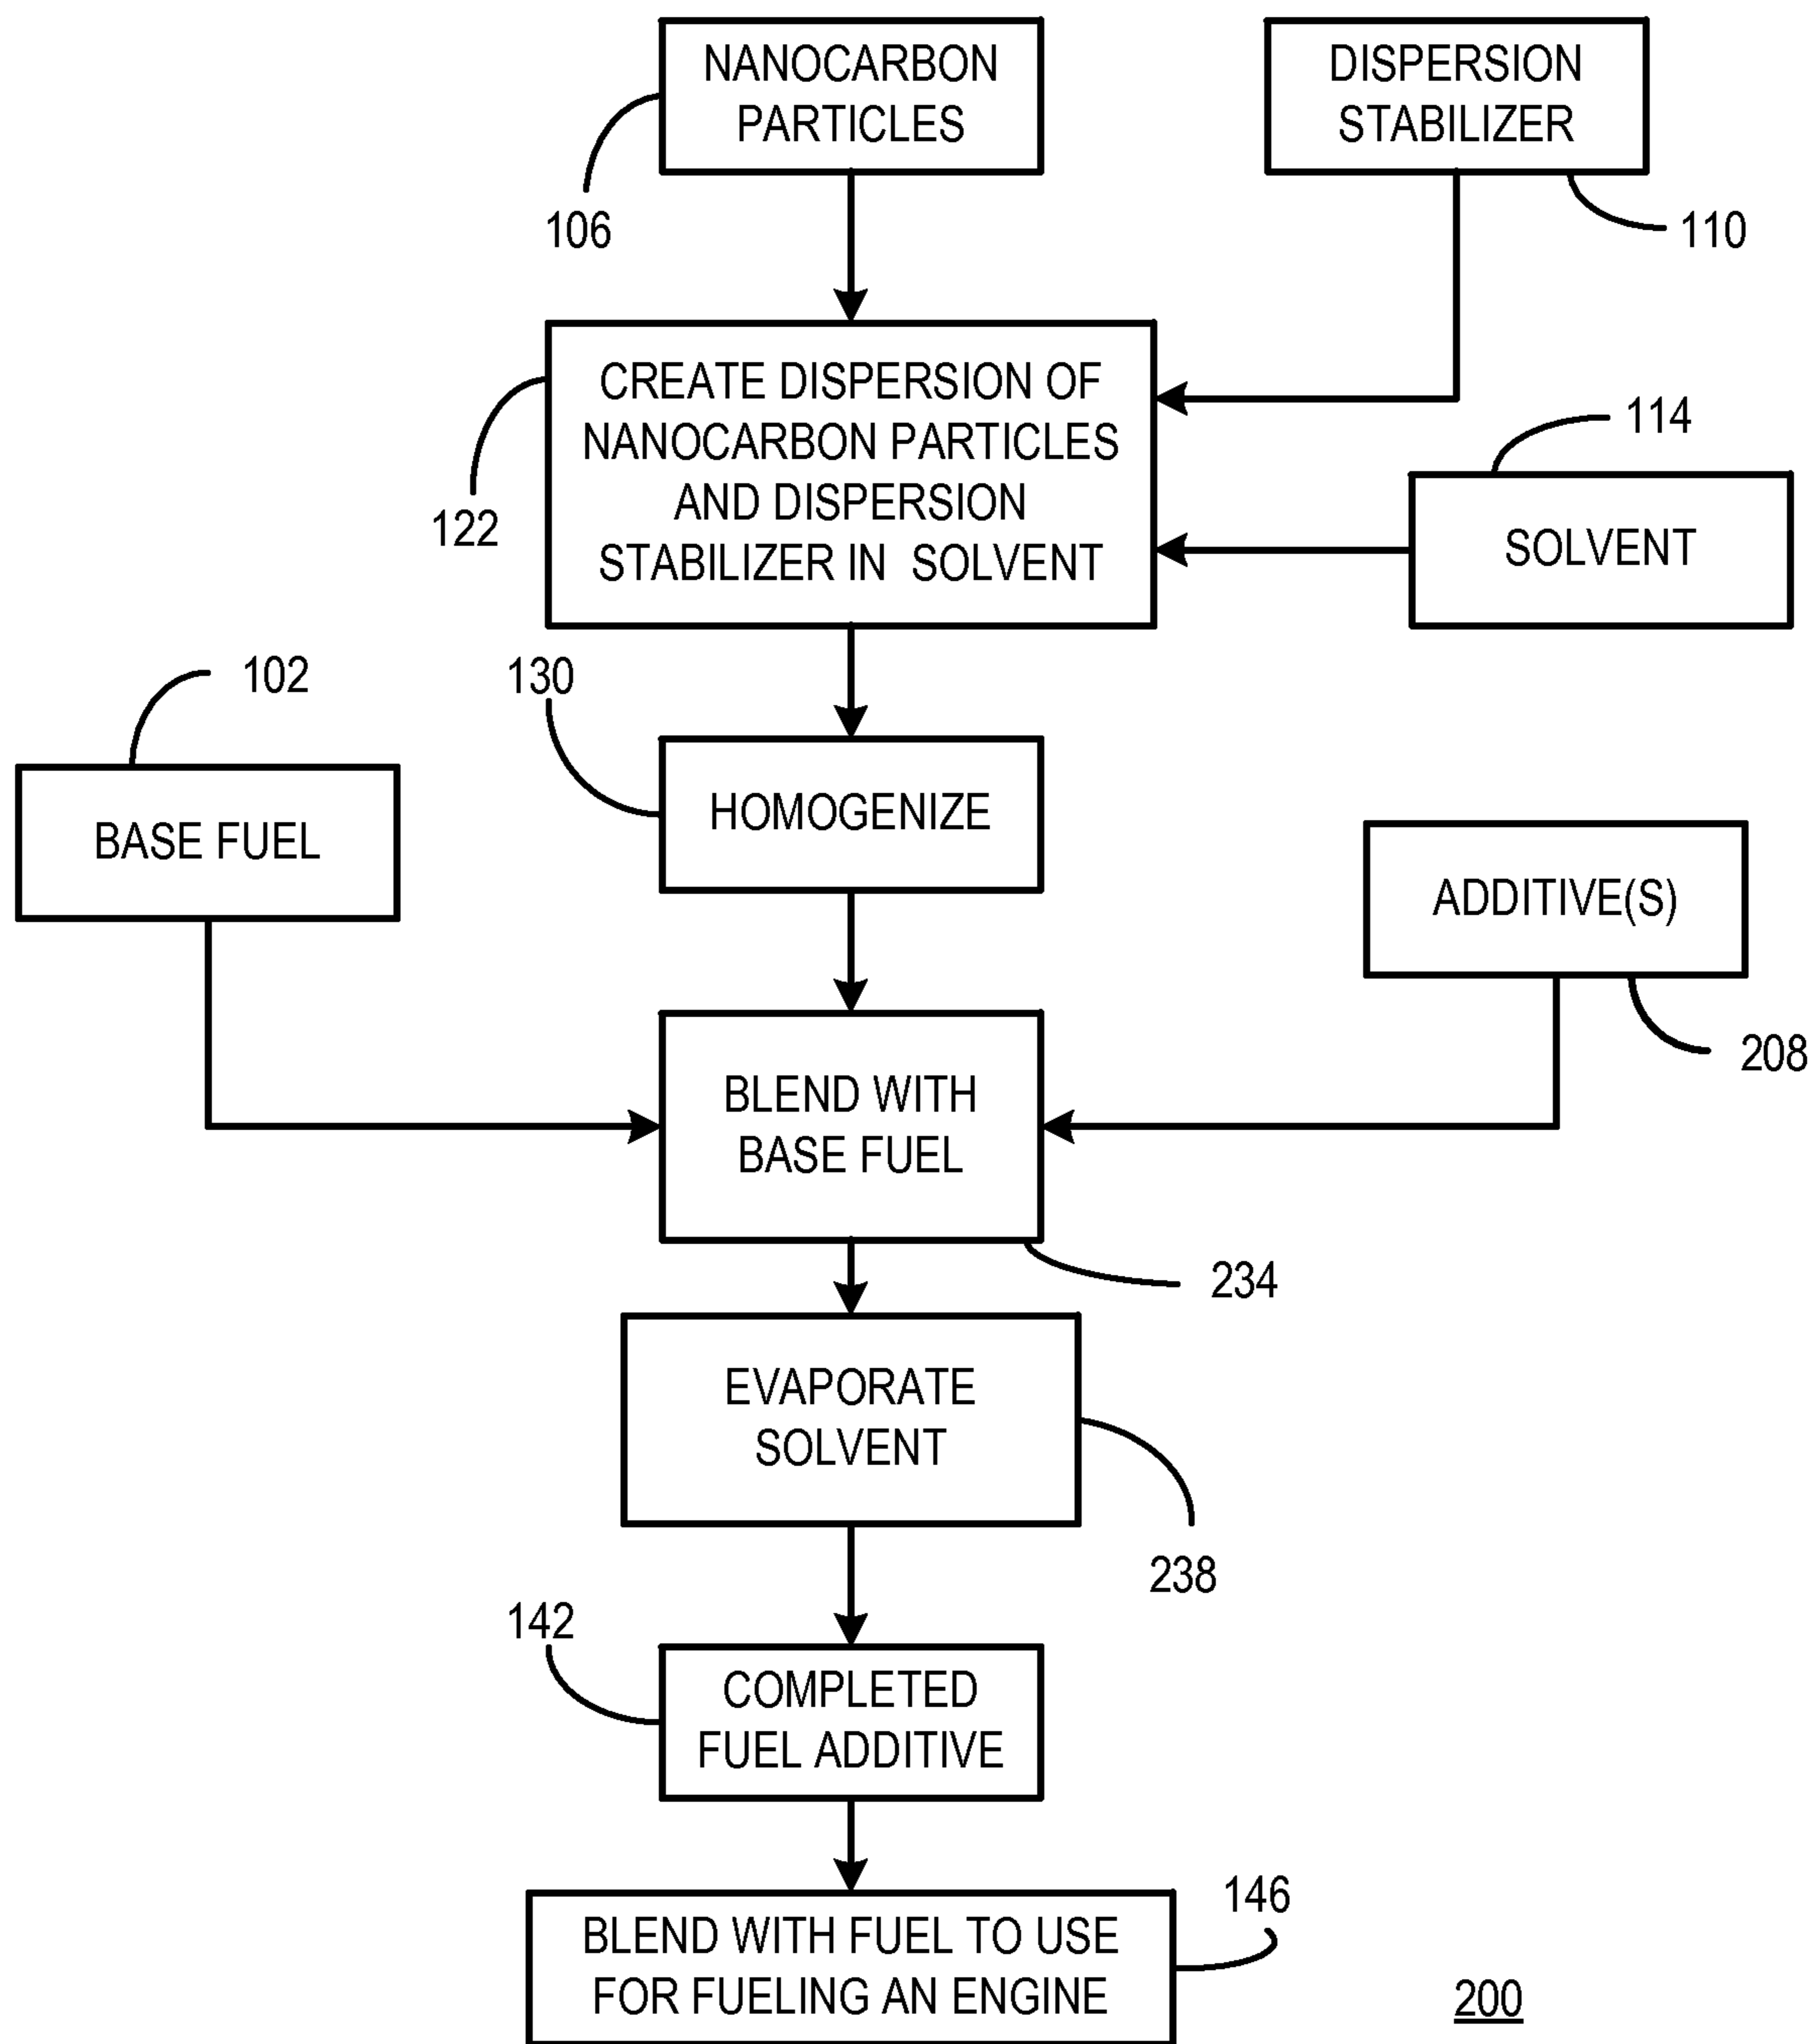 NANOCARBON
PARTICLES
106
DISPERSION
STABILIZER
110
CREATE DISPERSION OF
NANOCARBON PARTICLES
AND DISPERSION
STABILIZER IN SOLVENT
122
114
SOLVENT
102
BASE FUEL
130
HOMOGENIZE
ADDITIVE(S)
208
BLEND WITH
BASE FUEL
234
EVAPORATE
SOLVENT
238
142
COMPLETED
FUEL ADDITIVE
146
BLEND WITH FUEL TO USE
FOR FUELING AN ENGINE
200